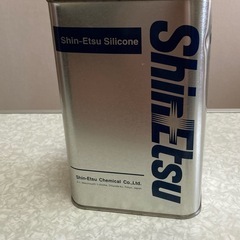 Shin-Etsu Silicone
ShinEtsu
Shin-Etsu Chemical Co.,Ltd.